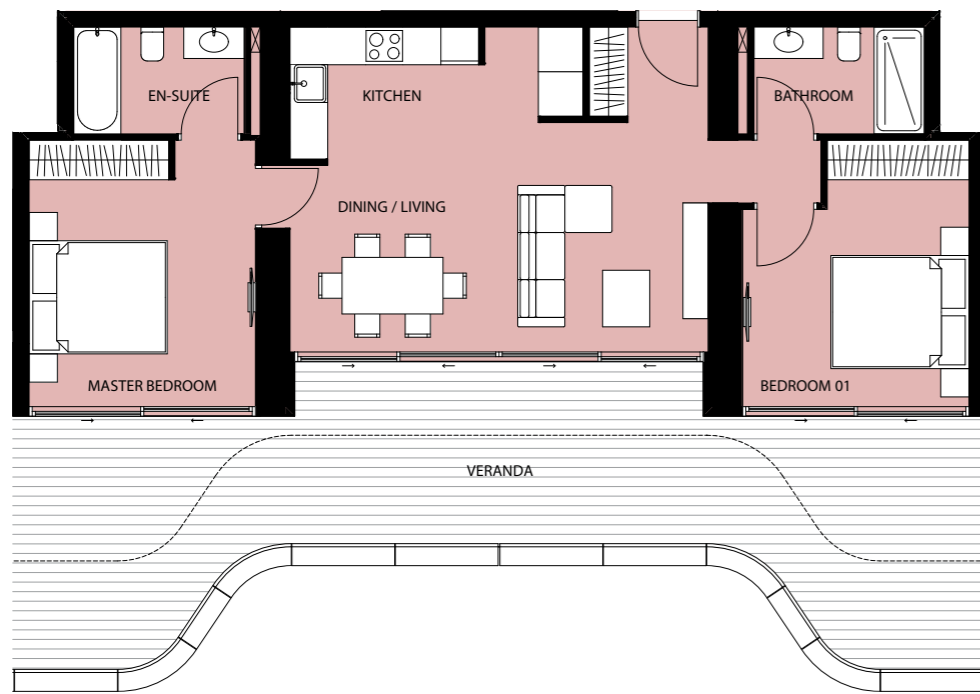 EN-SUITE
KITCHEN
BATHROOM
DINING / LIVING
MASTER BEDROOM
BEDROOM 01
VERANDA